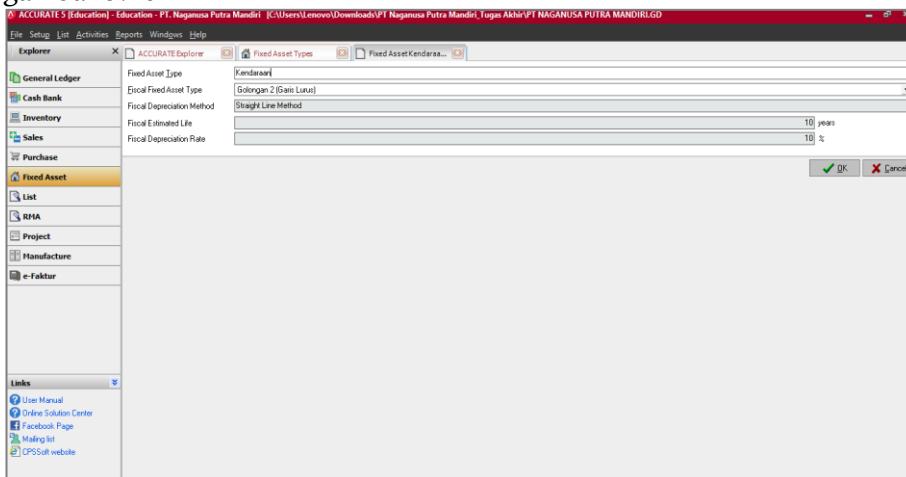 ACCURATE 5 [Education] - Education - PT. Naganusa Putra Mandiri [C:\Users\Lenovo\Downloads\PT Naganusa Putra Mandiri_Tugas Akhir\PT NAGANUSA PUTRA MANDIRI.GD
File Setup List Activities Reports Windows Help
Explorer X ACCURATE Explorer Fixed Asset Types Fixed Asset Kendaraa...
General Ledger
Cash Bank
Inventory
Sales
Purchase
Fixed Asset
List
RMA
Project
Manufacture
e-Faktur
Fixed Asset Type Kendaraan
Fiscal Fixed Asset Type Golongan 2 (Garis Lurus)
Fiscal Depreciation Method Straight Line Method
Fiscal Estimated Life 10 years
Fiscal Depreciation Rate 10 %
OK Cancel
Links
User Manual
Online Solution Center
Facebook Page
Mailing list
CPSSoft website